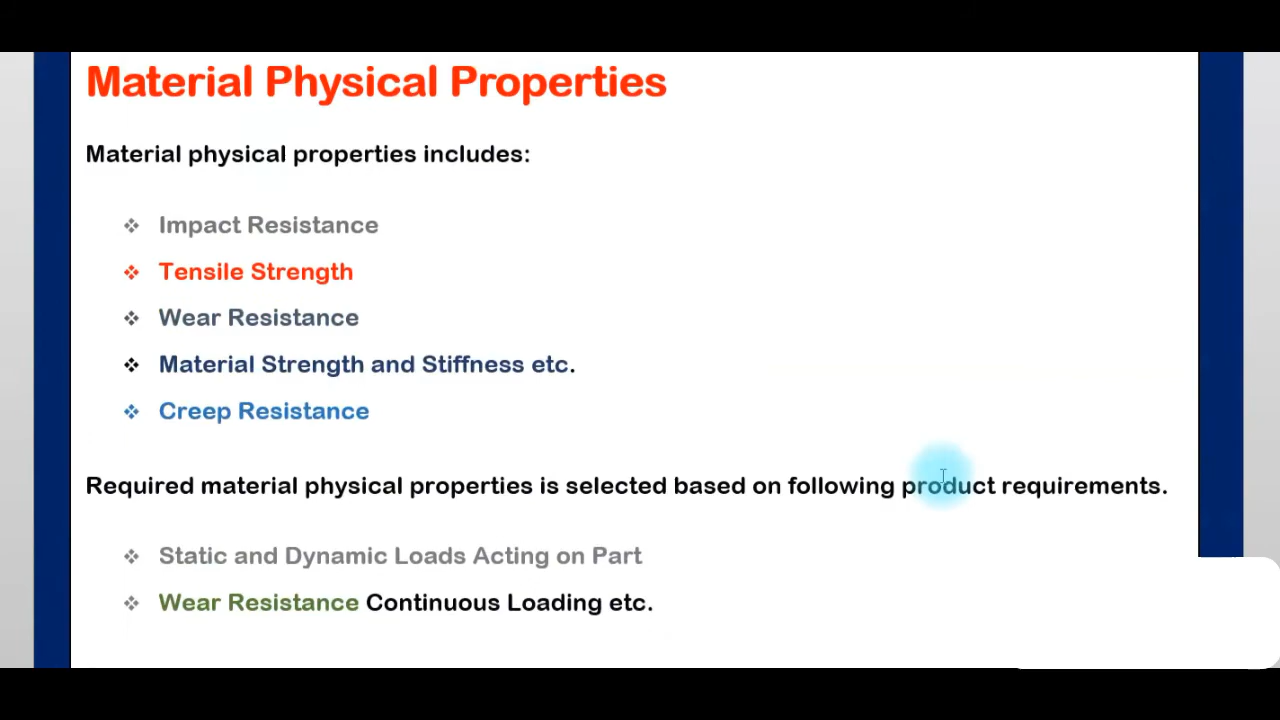 Material Physical Properties
Material physical properties includes:
❖ Impact Resistance
❖ Tensile Strength
❖ Wear Resistance
❖ Material Strength and Stiffness etc.
❖ Creep Resistance
Required material physical properties is selected based on following product requirements.
❖ Static and Dynamic Loads Acting on Part
❖ Wear Resistance Continuous Loading etc.